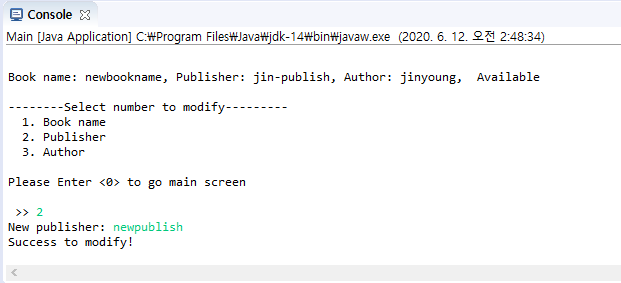 Console
Main [Java Application] C:₩Program Files₩Java₩jdk-14₩bin₩javaw.exe (2020. 6. 12. 오전 2:48:34)
Book name: newbookname, Publisher: jin-publish, Author: jinyoung,  Available
--------Select number to modify---------
1. Book name
2. Publisher
3. Author
Please Enter <0> to go main screen
>> 2
New publisher: newpublish
Success to modify!